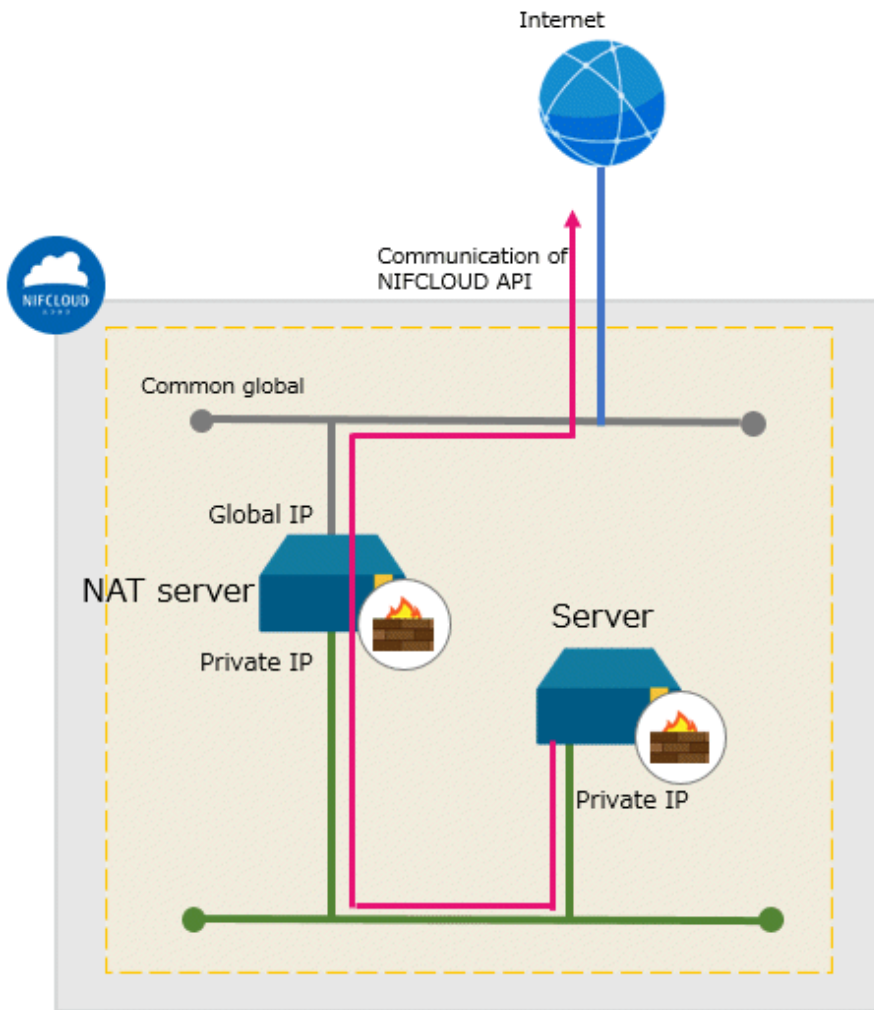 Internet
Communication of
NIFCLOUD API
NIFCLOUD
Common global
Global IP
NAT server
Server
Private IP
Private IP